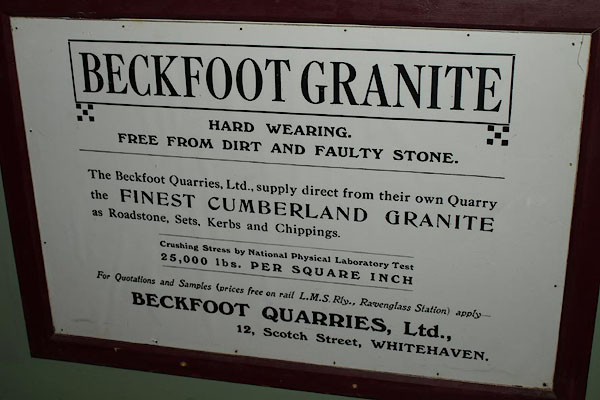 BECKFOOT GRANITE
HARD WEARING.
FREE FROM DIRT AND FAULTY STONE.
The Beckfoot Quarries, Ltd., supply direct from their own Quarry
the FINEST CUMBERLAND GRANITE
as Roadstone, Sets, Kerbs and Chippings.
Crushing Stress by National Physical Laboratory Test
25,000 lbs. PER SQUARE INCH
For Quotations and Samples (prices free on rail L.M.S. Rly., Ravenglass Station) apply—
BECKFOOT QUARRIES, Ltd.,
12, Scotch Street, WHITEHAVEN.